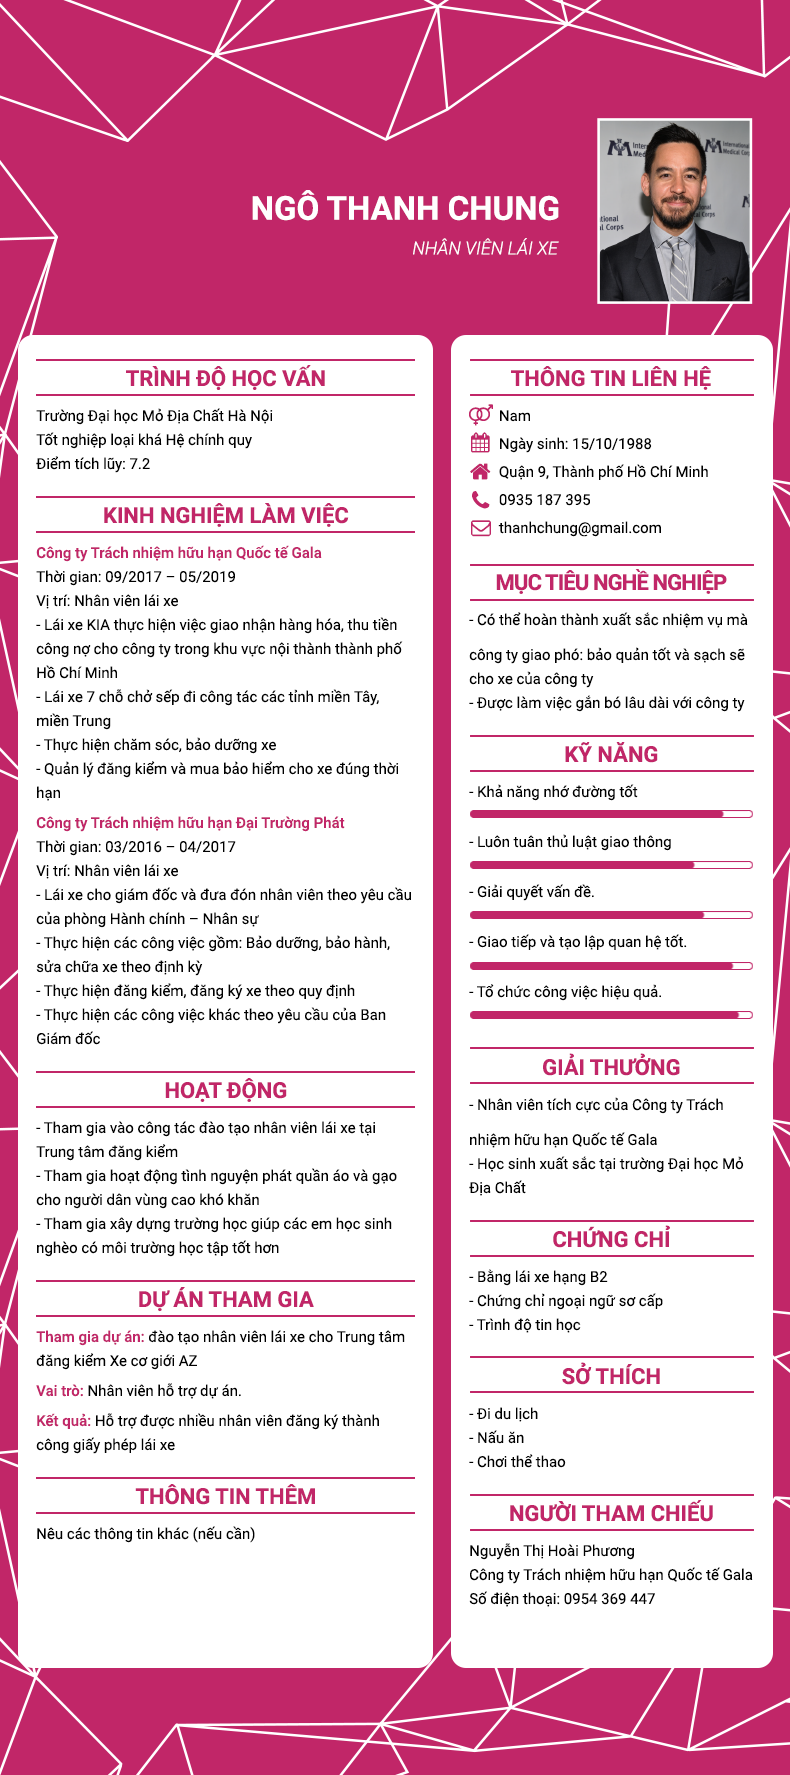 NGÔ THANH CHUNG
NHÂN VIÊN LÁI XE
International
Medical Corps
TRÌNH ĐỘ HỌC VẤN
Trường Đại học Mỏ Địa Chất Hà Nội
Tốt nghiệp loại khá Hệ chính quy
Điểm tích lũy: 7.2
KINH NGHIỆM LÀM VIỆC
Công ty Trách nhiệm hữu hạn Quốc tế Gala
Thời gian: 09/2017 – 05/2019
Vị trí: Nhân viên lái xe
- Lái xe KIA thực hiện việc giao nhận hàng hóa, thu tiền
công nợ cho công ty trong khu vực nội thành thành phố
Hồ Chí Minh
- Lái xe 7 chỗ chở sếp đi công tác các tỉnh miền Tây,
miền Trung
- Thực hiện chăm sóc, bảo dưỡng xe
- Quản lý đăng kiểm và mua bảo hiểm cho xe đúng thời
hạn
Công ty Trách nhiệm hữu hạn Đại Trường Phát
Thời gian: 03/2016 – 04/2017
Vị trí: Nhân viên lái xe
- Lái xe cho giám đốc và đưa đón nhân viên theo yêu cầu
của phòng Hành chính – Nhân sự
- Thực hiện các công việc gồm: Bảo dưỡng, bảo hành,
sửa chữa xe theo định kỳ
- Thực hiện đăng kiểm, đăng ký xe theo quy định
- Thực hiện các công việc khác theo yêu cầu của Ban
Giám đốc
HOẠT ĐỘNG
- Tham gia vào công tác đào tạo nhân viên lái xe tại
Trung tâm đăng kiểm
- Tham gia hoạt động tình nguyện phát quần áo và gạo
cho người dân vùng cao khó khăn
- Tham gia xây dựng trường học giúp các em học sinh
nghèo có môi trường học tập tốt hơn
DỰ ÁN THAM GIA
Tham gia dự án: đào tạo nhân viên lái xe cho Trung tâm
đăng kiểm Xe cơ giới AZ
Vai trò: Nhân viên hỗ trợ dự án.
Kết quả: Hỗ trợ được nhiều nhân viên đăng ký thành
công giấy phép lái xe
THÔNG TIN THÊM
Nêu các thông tin khác (nếu cần)
THÔNG TIN LIÊN HỆ
Nam
Ngày sinh: 15/10/1988
Quận 9, Thành phố Hồ Chí Minh
0935 187 395
thanhchung@gmail.com
MỤC TIÊU NGHỀ NGHIỆP
- Có thể hoàn thành xuất sắc nhiệm vụ mà
công ty giao phó: bảo quản tốt và sạch sẽ
cho xe của công ty
- Được làm việc gắn bó lâu dài với công ty
KỸ NĂNG
- Khả năng nhớ đường tốt
- Luôn tuân thủ luật giao thông
- Giải quyết vấn đề.
- Giao tiếp và tạo lập quan hệ tốt.
- Tổ chức công việc hiệu quả.
GIẢI THƯỞNG
- Nhân viên tích cực của Công ty Trách
nhiệm hữu hạn Quốc tế Gala
- Học sinh xuất sắc tại trường Đại học Mỏ
Địa Chất
CHỨNG CHỈ
- Bằng lái xe hạng B2
- Chứng chỉ ngoại ngữ sơ cấp
- Trình độ tin học
SỞ THÍCH
- Đi du lịch
- Nấu ăn
- Chơi thể thao
NGƯỜI THAM CHIẾU
Nguyễn Thị Hoài Phương
Công ty Trách nhiệm hữu hạn Quốc tế Gala
Số điện thoại: 0954 369 447